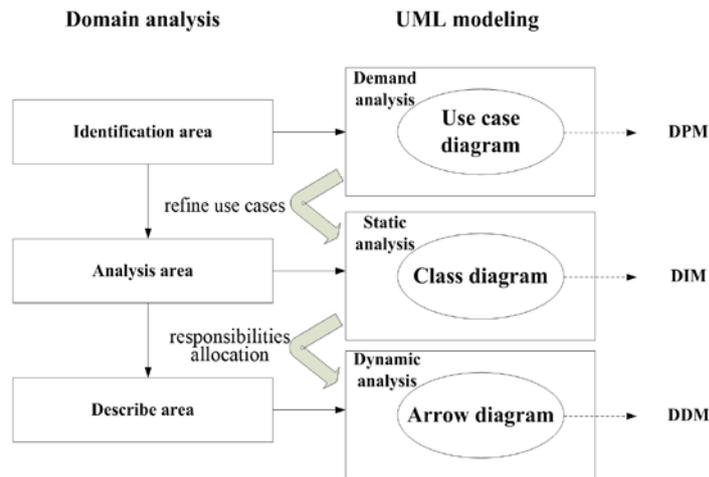 Domain analysis
UML modeling
Demand
analysis
Identification area
Use case
diagram
DPM
refine use cases
Static
analysis
Analysis area
Class diagram
DIM
responsibilities
allocation
Dynamic
analysis
Describe area
Arrow diagram
DDM